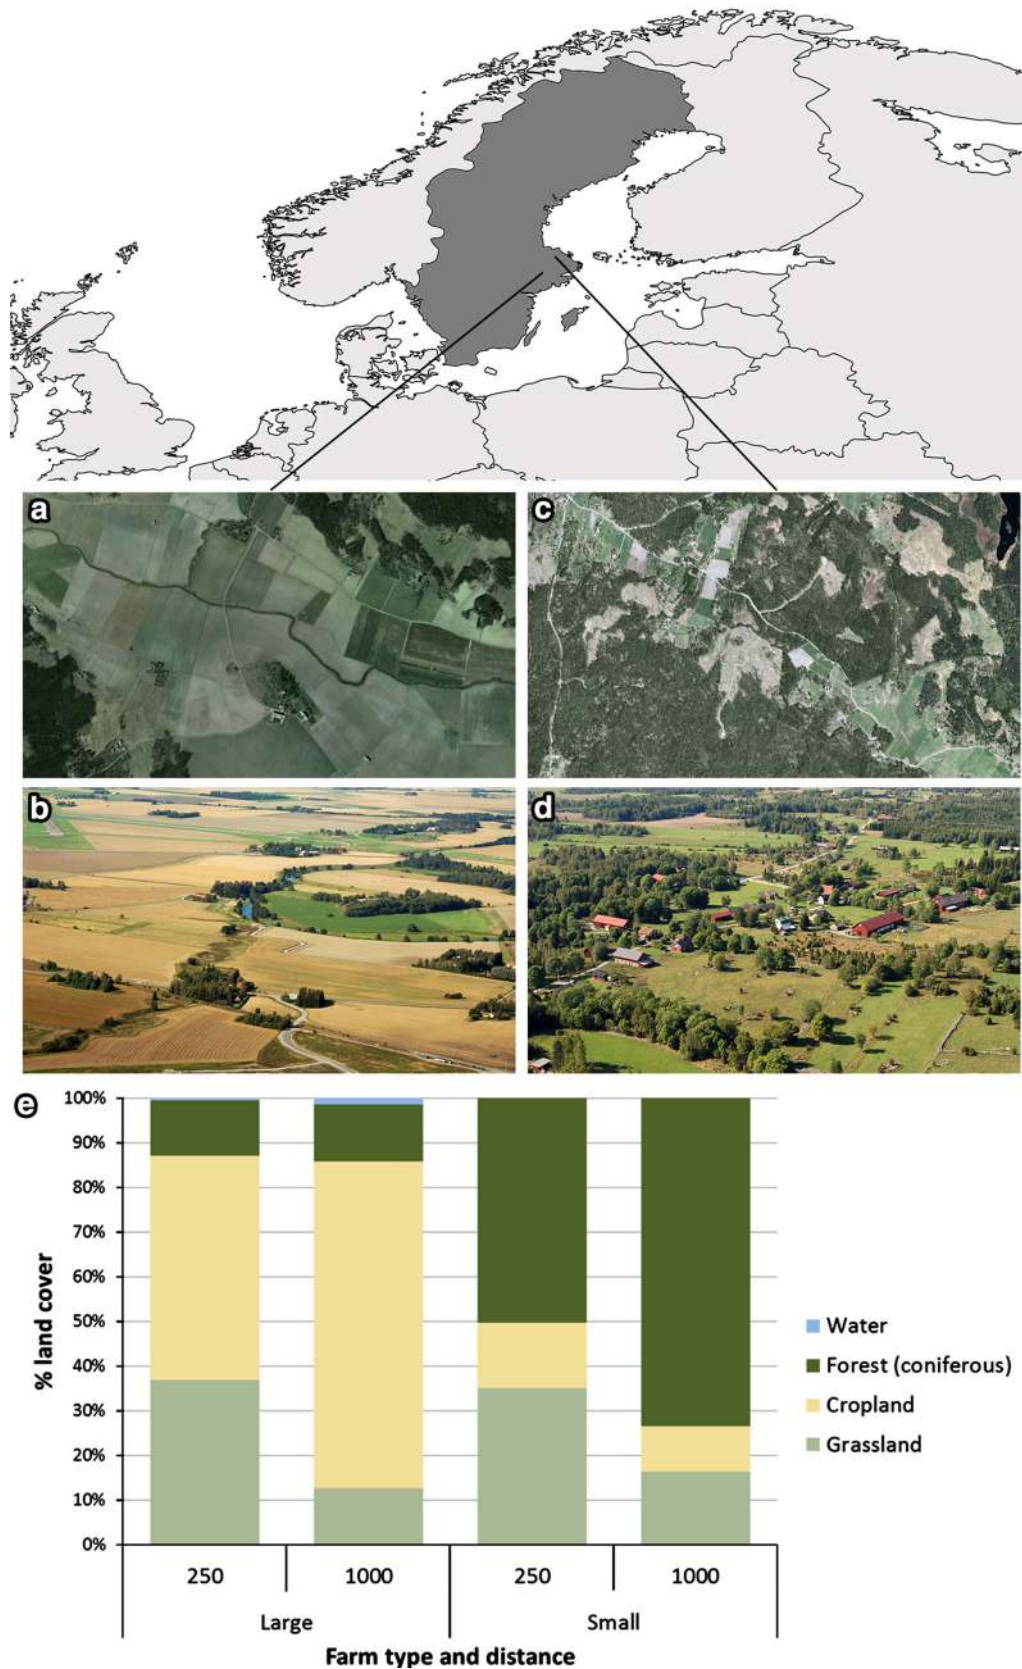 a
c
b
d
e
100%
90%
80%
70%
60%
50%
40%
30%
20%
10%
0%
% land cover
Water
Forest (coniferous)
Cropland
Grassland
250
1000
250
1000
Large
Small
Farm type and distance